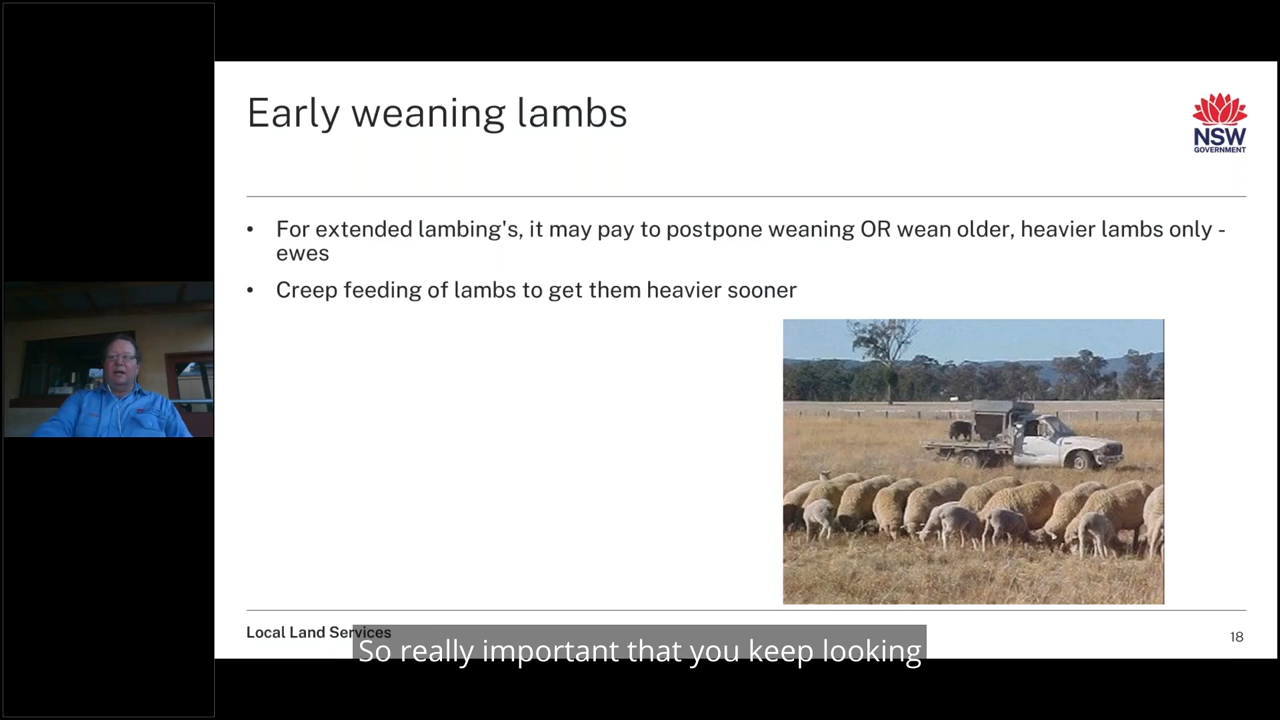 Early weaning lambs
NSW
GOVERNMENT
• For extended lambing's, it may pay to postpone weaning OR wean older, heavier lambs only -
ewes
• Creep feeding of lambs to get them heavier sooner
Local Land Services
18
So really important that you keep looking